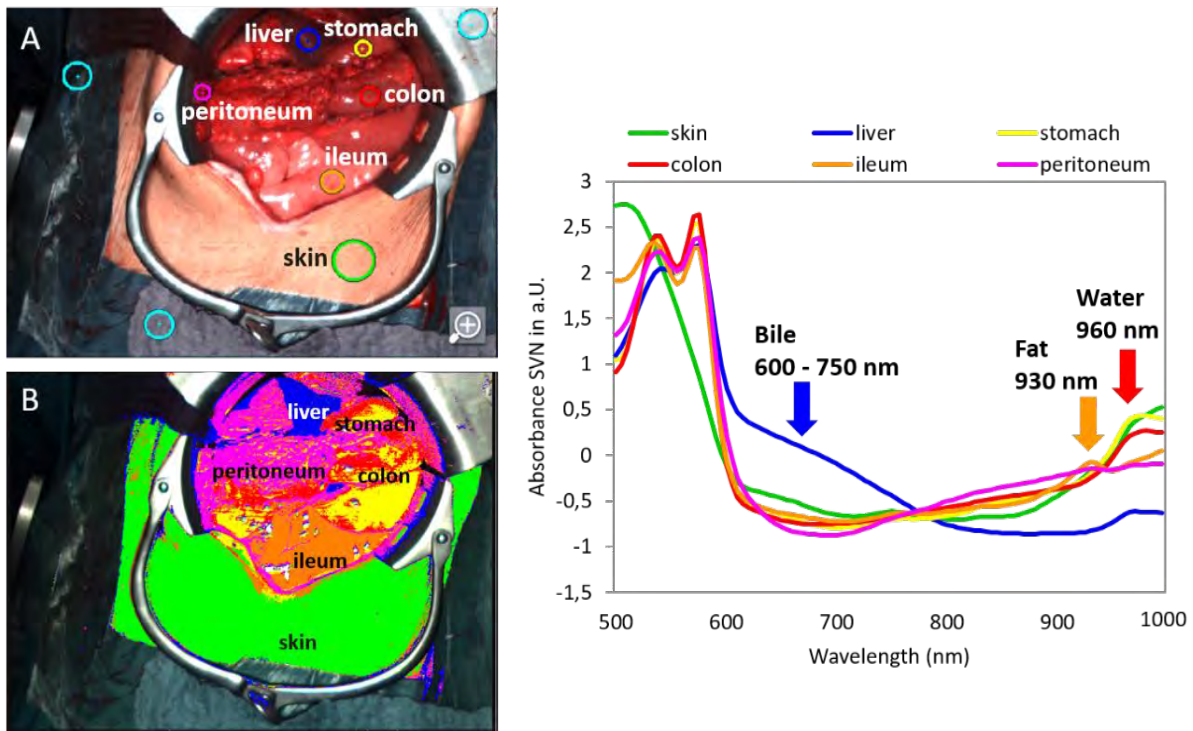 A
liver
stomach
colon
peritoneum
ileum
skin
B
liver
stomach
peritoneum
colon
ileum
skin
skin
liver
stomach
colon
ileum
peritoneum
Absorbance SVN in a.U.
3
2,5
2
1,5
1
0,5
0
-0,5
-1
-1,5
Bile
600 - 750 nm
Fat
930 nm
Water
960 nm
500
600
700
800
900
1000
Wavelength (nm)